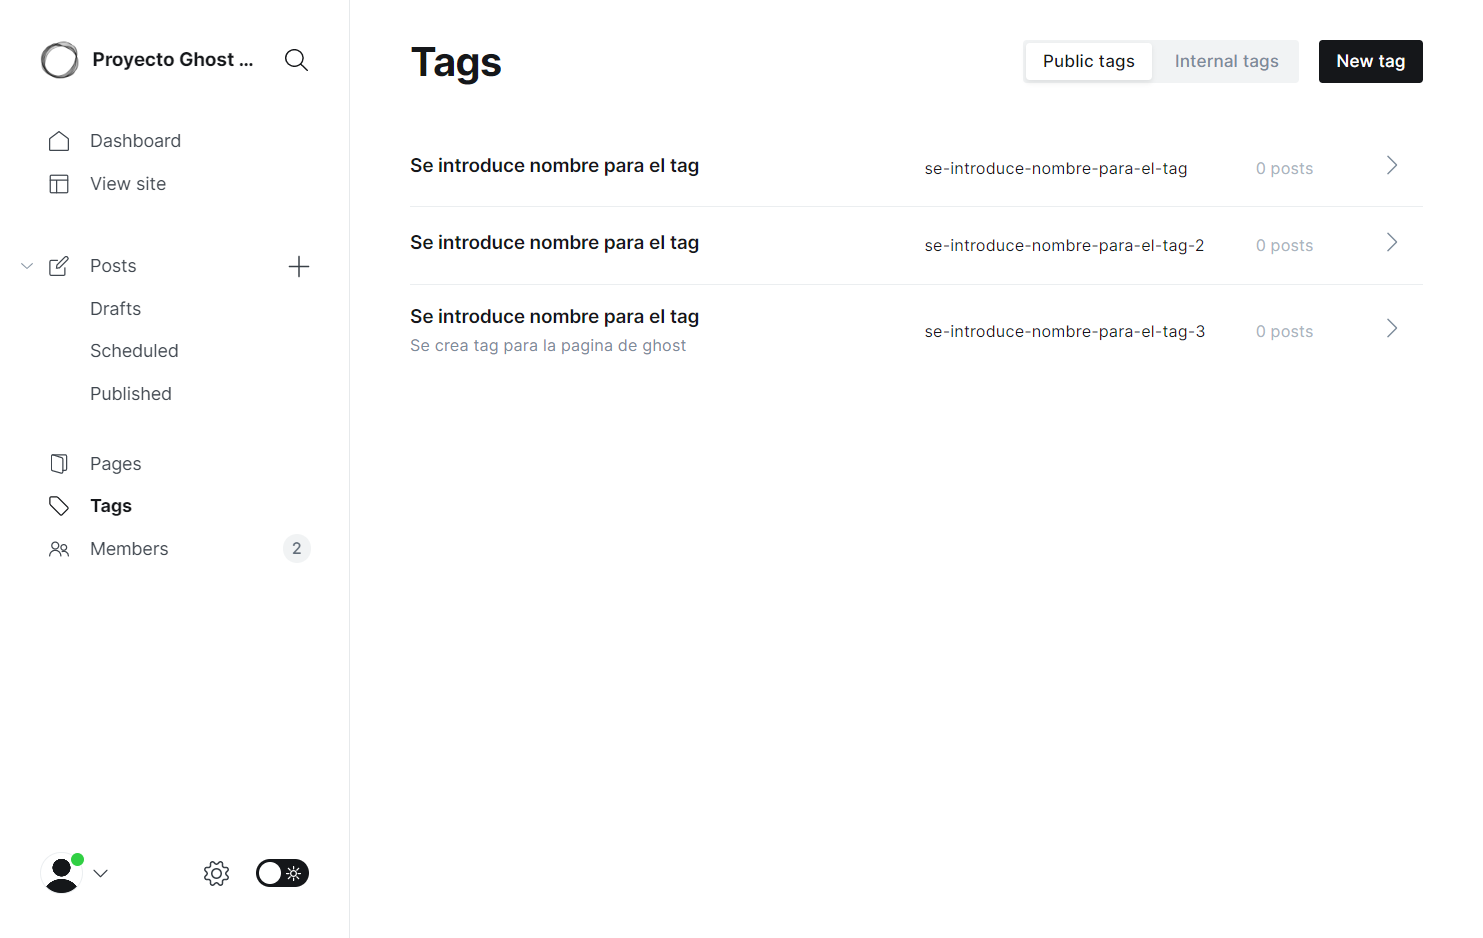 Proyecto Ghost ...
Dashboard
View site
Posts
Drafts
Scheduled
Published
Pages
Tags
Members 2
Tags
Public tags Internal tags New tag
Se introduce nombre para el tag se-introduce-nombre-para-el-tag 0 posts
Se introduce nombre para el tag se-introduce-nombre-para-el-tag-2 0 posts
Se introduce nombre para el tag se-introduce-nombre-para-el-tag-3 0 posts
Se crea tag para la pagina de ghost